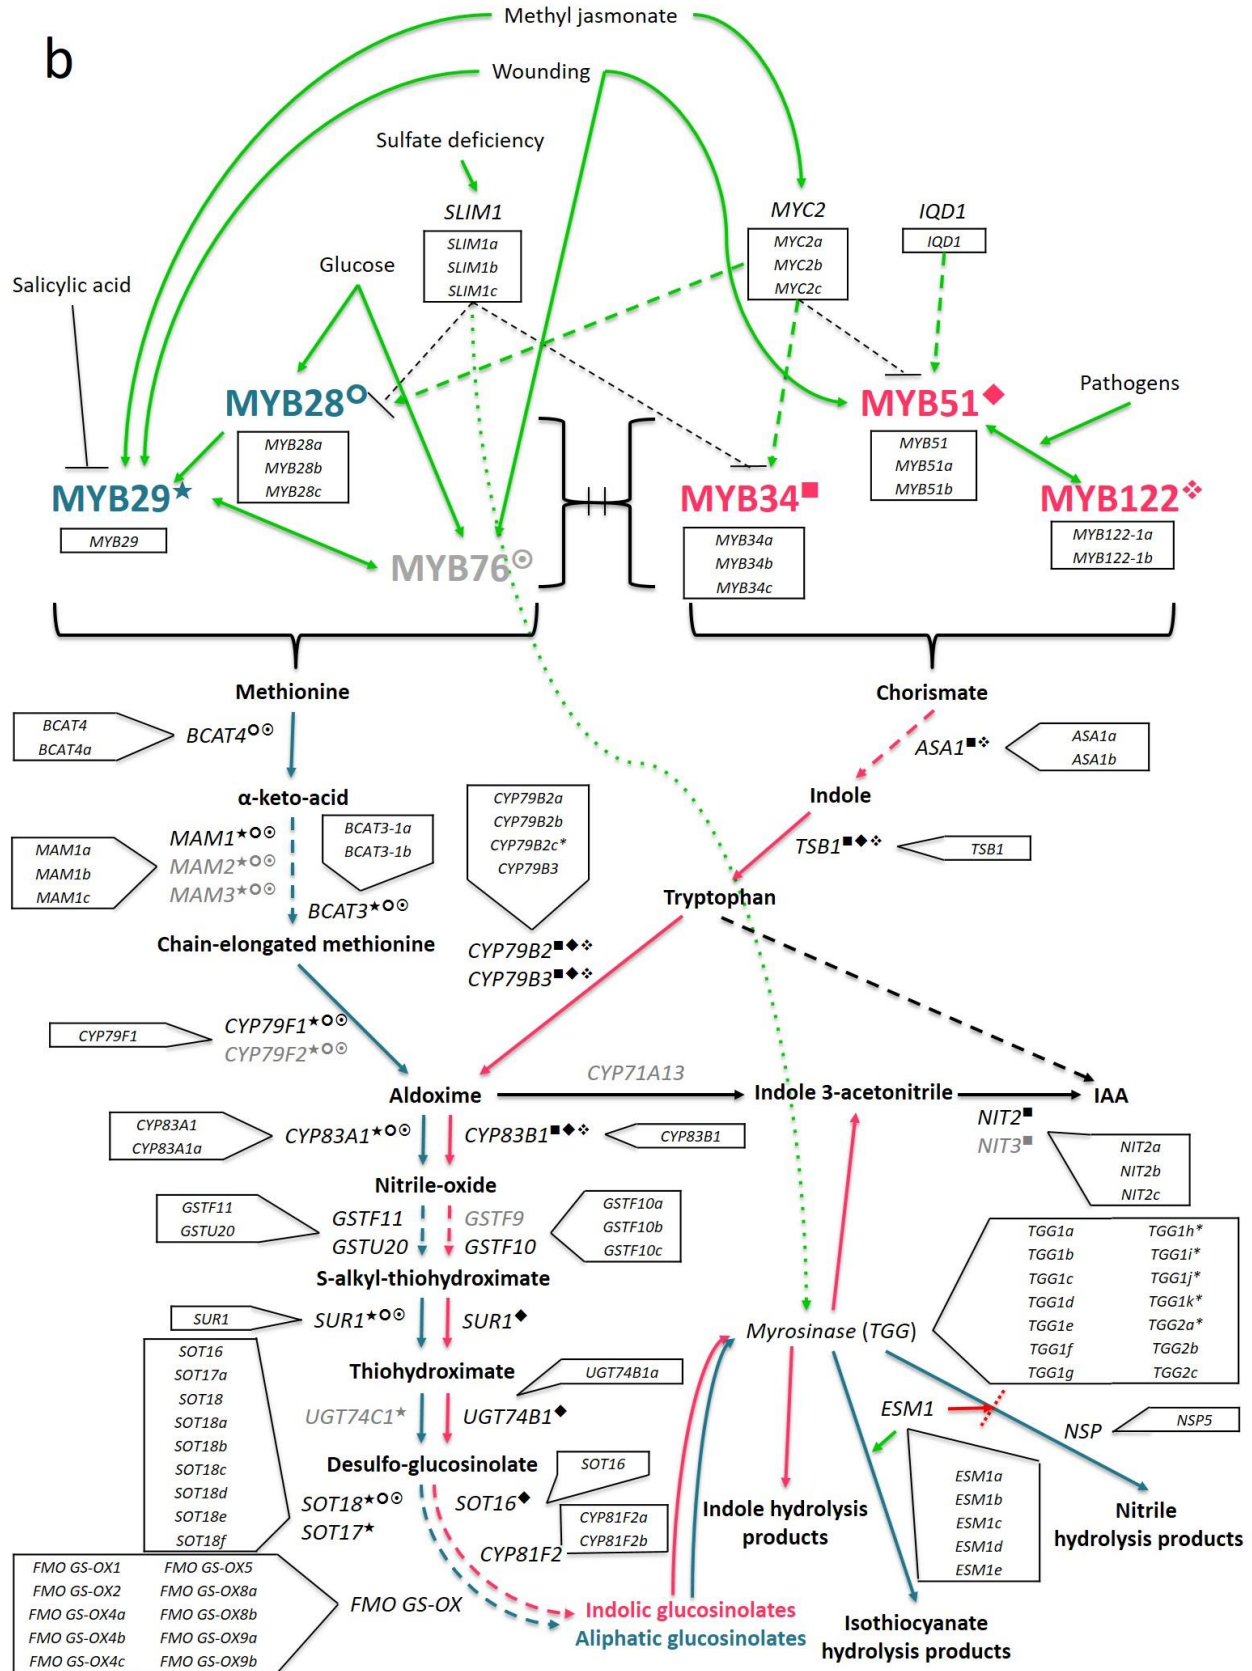 b
Methyl jasmonate
Wounding
Sulfate deficiency
SLIM1
SLIM1a
SLIM1b
SLIM1c
MYC2
MYC2a
MYC2b
MYC2c
IQD1
IQD1
Salicylic acid
Glucose
Pathogens
MYB28
MYB28a
MYB28b
MYB28c
MYB29★
MYB29
MYB76
MYB34■
MYB34a
MYB34b
MYB34c
MYB51◆
MYB51
MYB51a
MYB51b
MYB122❖
MYB122-1a
MYB122-1b
Methionine
BCAT4
BCAT4a
BCAT4
α-keto-acid
MAM1a
MAM1b
MAM1c
MAM1★
MAM2★
MAM3★
BCAT3-1a
BCAT3-1b
BCAT3★
Chain-elongated methionine
CYP79B2a
CYP79B2b
CYP79B2c*
CYP79B3
CYP79B2■◆❖
CYP79B3■◆❖
Chorismate
ASA1■❖
ASA1a
ASA1b
Indole
TSB1■◆❖
TSB1
Tryptophan
CYP79F1
CYP79F1★
CYP79F2★
Aldoxime
CYP71A13
Indole 3-acetonitrile
IAA
NIT2■
NIT3■
NIT2a
NIT2b
NIT2c
CYP83A1
CYP83A1a
CYP83A1★
CYP83B1■◆❖
CYP83B1
Nitrile-oxide
GSTF11
GSTU20
GSTF11
GSTU20
GSTF9
GSTF10
GSTF10a
GSTF10b
GSTF10c
S-alkyl-thiohydroximate
SUR1
SUR1★
SUR1◆
Thiohydroximate
UGT74C1★
UGT74B1◆
UGT74B1a
Desulfo-glucosinolate
SOT16
SOT17a
SOT18
SOT18a
SOT18b
SOT18c
SOT18d
SOT18e
SOT18f
SOT18★
SOT17★
SOT16◆
SOT16
CYP81F2
CYP81F2a
CYP81F2b
FMO GS-OX1 FMO GS-OX5
FMO GS-OX2 FMO GS-OX8a
FMO GS-OX4a FMO GS-OX8b
FMO GS-OX4b FMO GS-OX9a
FMO GS-OX4c FMO GS-OX9b
FMO GS-OX
Indolic glucosinolates
Aliphatic glucosinolates
Myrosinase (TGG)
TGG1a TGG1h*
TGG1b TGG1i*
TGG1c TGG1j*
TGG1d TGG1k*
TGG1e TGG2a*
TGG1f TGG2b
TGG1g TGG2c
ESM1
ESM1a
ESM1b
ESM1c
ESM1d
ESM1e
NSP
NSP5
Indole hydrolysis
products
Nitrile
hydrolysis products
Isothiocyanate
hydrolysis products